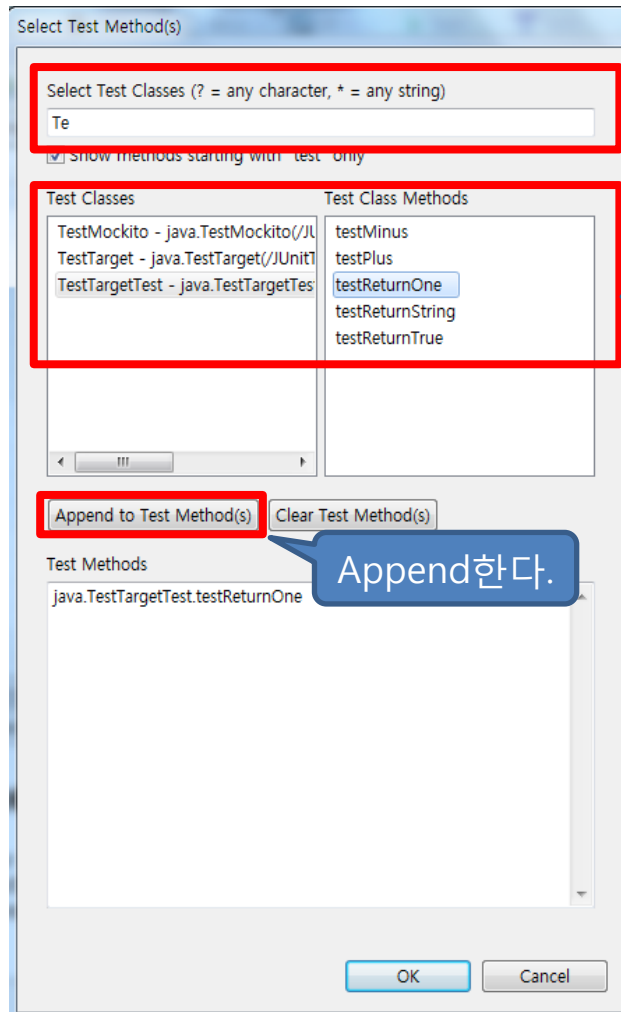 Select Test Method(s)
Select Test Classes (? = any character, * = any string)
Te
Show methods starting with "test" only
Test Classes
Test Class Methods
TestMockito - java.TestMockito(/JU
TestTarget - java.TestTarget(/JUnitT
TestTargetTest - java.TestTargetTes
testMinus
testPlus
testReturnOne
testReturnString
testReturnTrue
Append to Test Method(s)
Clear Test Method(s)
Append한다.
Test Methods
java.TestTargetTest.testReturnOne
OK
Cancel